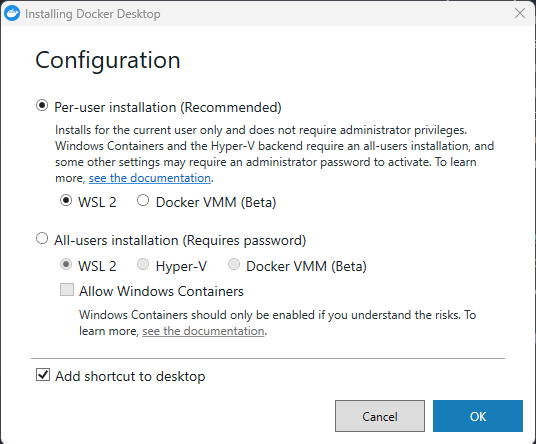 Installing Docker Desktop
Configuration
Per-user installation (Recommended)
Installs for the current user only and does not require administrator privileges.
Windows Containers and the Hyper-V backend require an all-users installation, and
some other settings may require an administrator password to activate. To learn
more, see the documentation.
WSL 2 Docker VMM (Beta)
All-users installation (Requires password)
WSL 2 Hyper-V Docker VMM (Beta)
Allow Windows Containers
Windows Containers should only be enabled if you understand the risks. To
learn more, see the documentation.
Add shortcut to desktop
Cancel OK